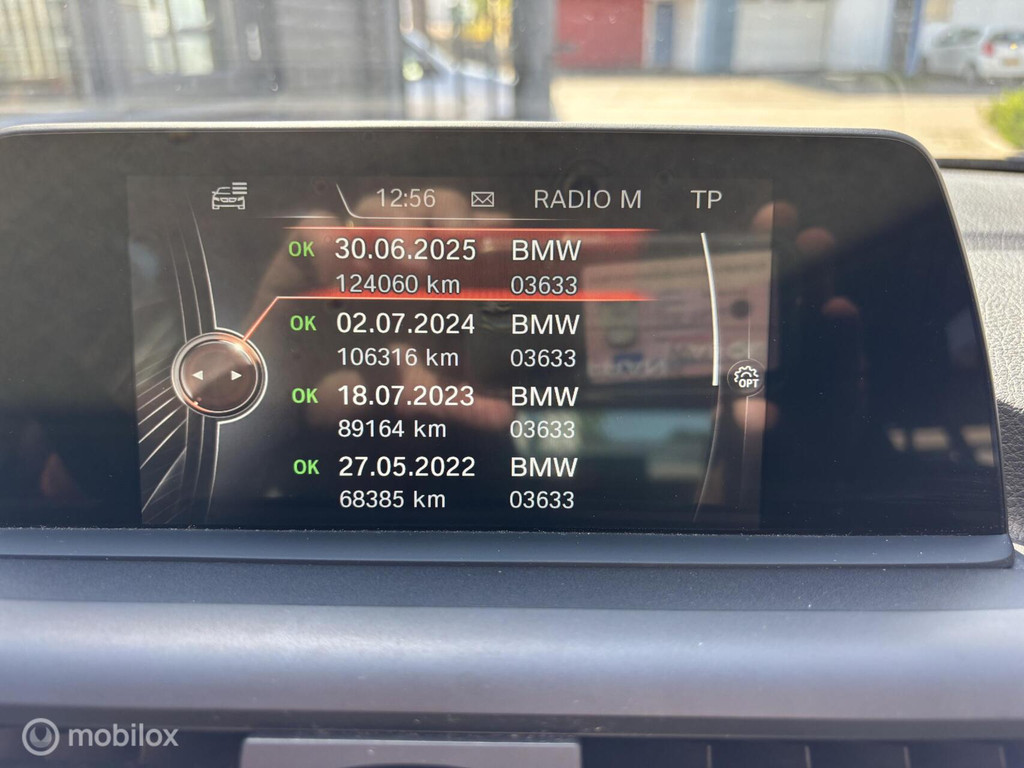 12:56 RADIO M TP
OK 30.06.2025 BMW
124060 km 03633
OK 02.07.2024 BMW
106316 km 03633
OPT
OK 18.07.2023 BMW
89164 km 03633
OK 27.05.2022 BMW
68385 km 03633
mobilox